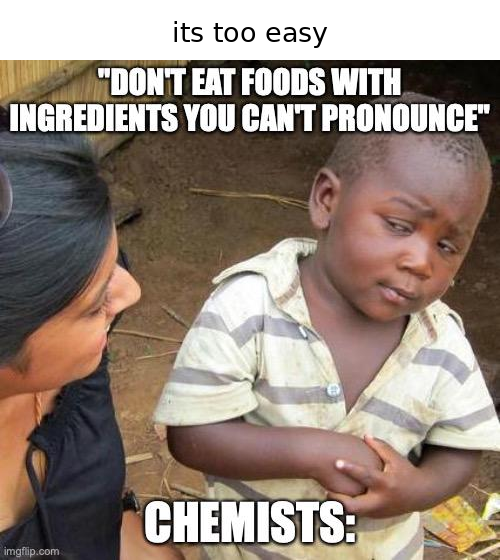 its too easy
"DON'T EAT FOODS WITH
INGREDIENTS YOU CAN'T PRONOUNCE"
CHEMISTS:
imgflip.com